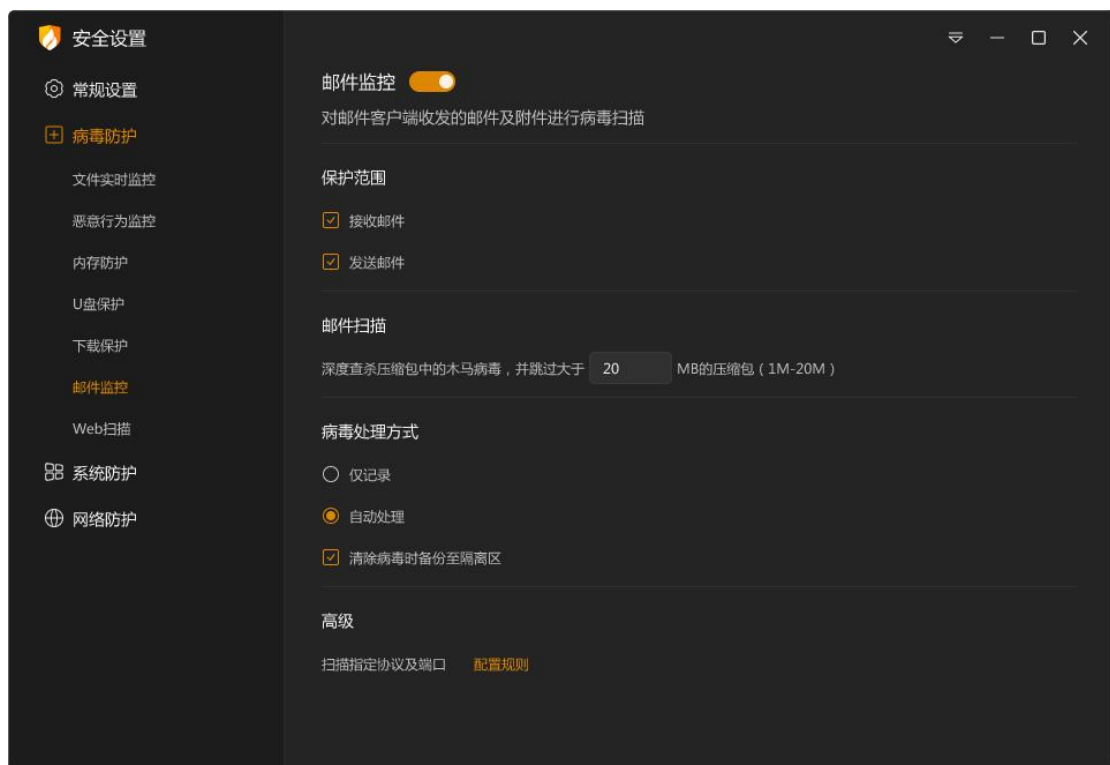 安全设置
常规设置
病毒防护
文件实时监控
恶意行为监控
内存防护
U盘保护
下载保护
邮件监控
Web扫描
系统防护
网络防护
邮件监控
对邮件客户端收发的邮件及附件进行病毒扫描
保护范围
接收邮件
发送邮件
邮件扫描
深度查杀压缩包中的木马病毒，并跳过大于 20 MB的压缩包（1M-20M）
病毒处理方式
仅记录
自动处理
清除病毒时备份至隔离区
高级
扫描指定协议及端口 配置规则